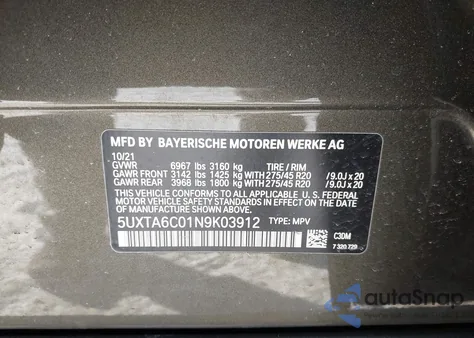 MFD BY BAYERISCHE MOTOREN WERKE AG
10/21
GVWR 6967 lbs 3160 kg TIRE / RIM
GAWR FRONT 3142 lbs 1425 kg WITH 275/45 R20 /9.0J x 20
GAWR REAR 3968 lbs 1800 kg WITH 275/45 R20 /9.0J x 20
THIS VEHICLE CONFORMS TO ALL APPLICABLE U. S. FEDERAL
MOTOR VEHICLE SAFETY STANDARDS IN EFFECT ON THE
DATE OF MANUFACTURE SHOWN ABOVE.
5UXTA6C01N9K03912 TYPE: MPV
C3DM
7 320 729
autoSnap